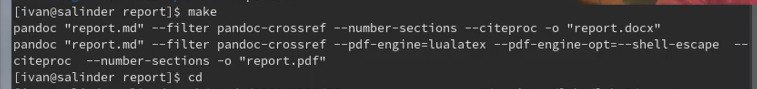 [ivan@salinder report]$ make
pandoc "report.md" --filter pandoc-crossref --number-sections --citeproc -o "report.docx"
pandoc "report.md" --filter pandoc-crossref --pdf-engine=lualatex --pdf-engine-opt=--shell-escape  --
citeproc  --number-sections -o "report.pdf"
[ivan@salinder report]$ cd